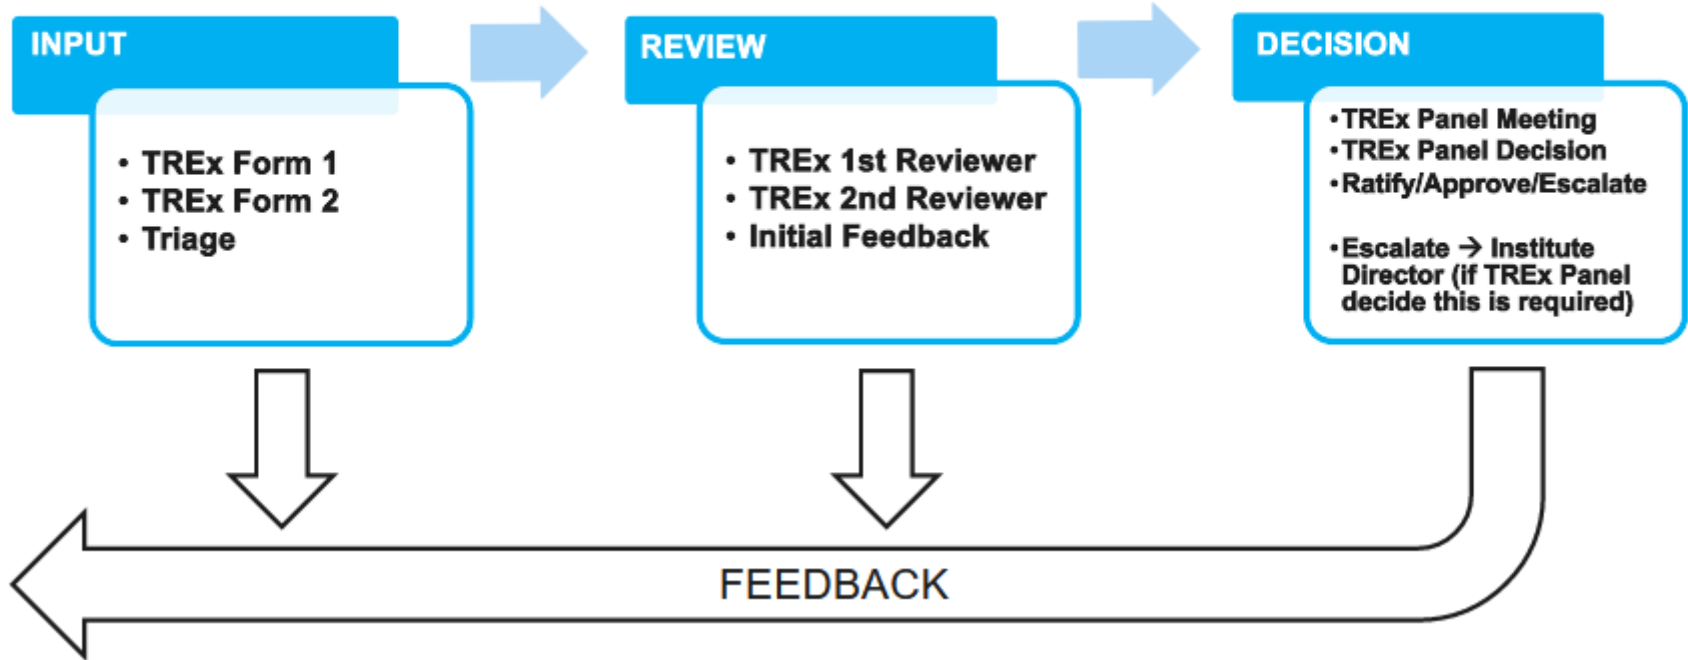 INPUT
• TREx Form 1
• TREx Form 2
• Triage
REVIEW
• TREx 1st Reviewer
• TREx 2nd Reviewer
• Initial Feedback
DECISION
•TREx Panel Meeting
•TREx Panel Decision
•Ratify/Approve/Escalate
•Escalate → Institute
Director (if TREx Panel
decide this is required)
FEEDBACK